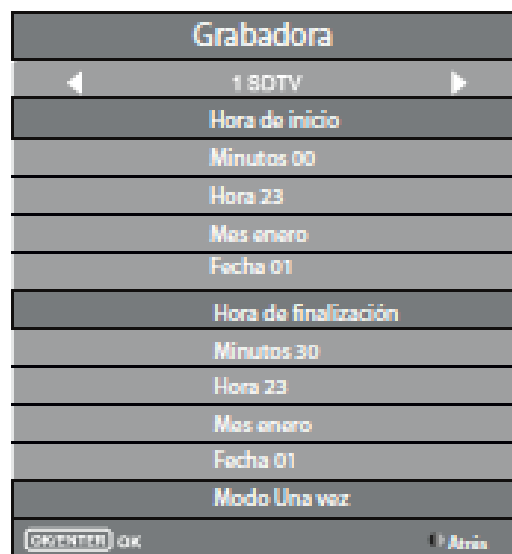 Grabadora
1 SDTV
Hora de inicio
Minutos 00
Hora 23
Mes enero
Fecha 01
Hora de finalización
Minutos 30
Hora 23
Mes enero
Fecha 01
Modo Una vez
OK/ENTER OK
Atrás